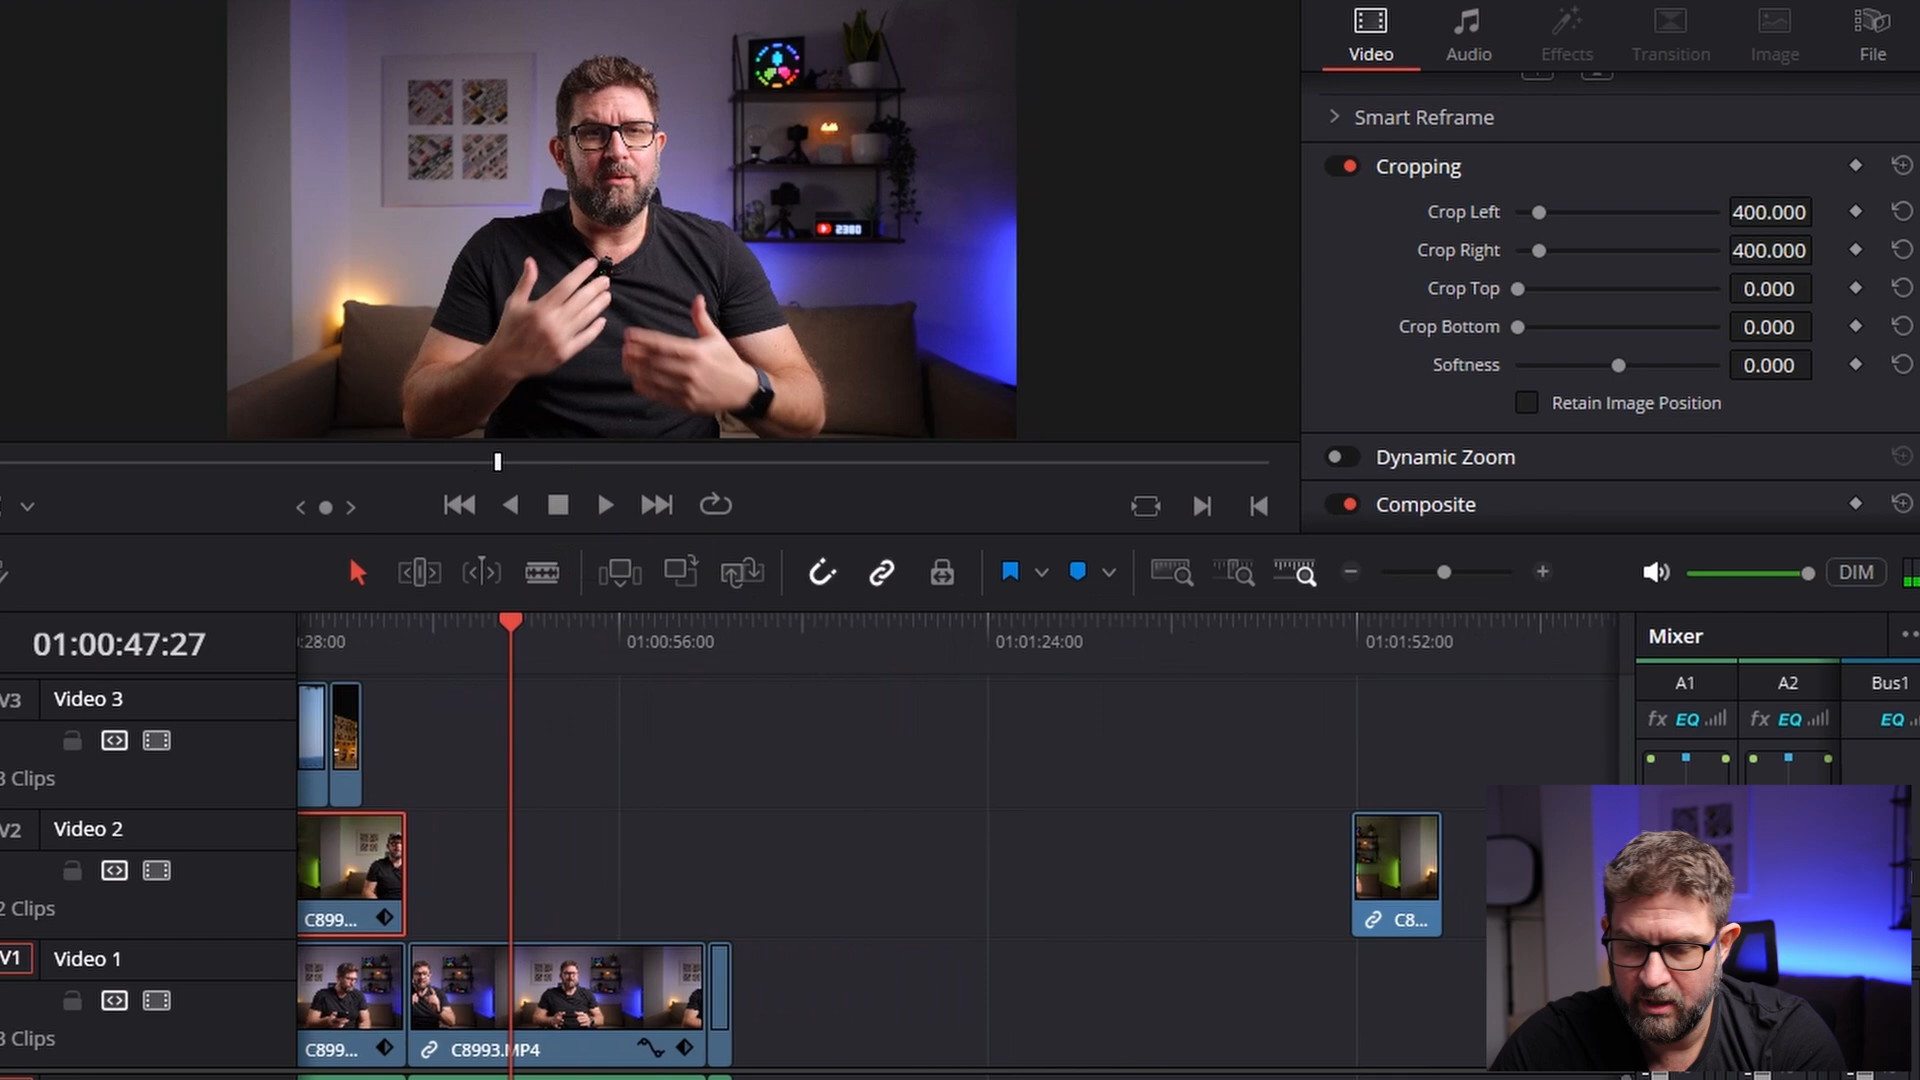 Video
Audio
Effects
Transition
Image
File
Smart Reframe
Cropping
Crop Left
400.000
Crop Right
400.000
Crop Top
0.000
Crop Bottom
0.000
Softness
0.000
Retain Image Position
Dynamic Zoom
Composite
2380
DIM
01:00:47:27
:28:00
01:00:56:00
01:01:24:00
01:01:52:00
Mixer
A1
A2
Bus1
fx EQ
fx EQ
EQ
V3
Video 3
3 Clips
V2
Video 2
2 Clips
C899...
C8...
V1
Video 1
3 Clips
C899...
C8993.MP4